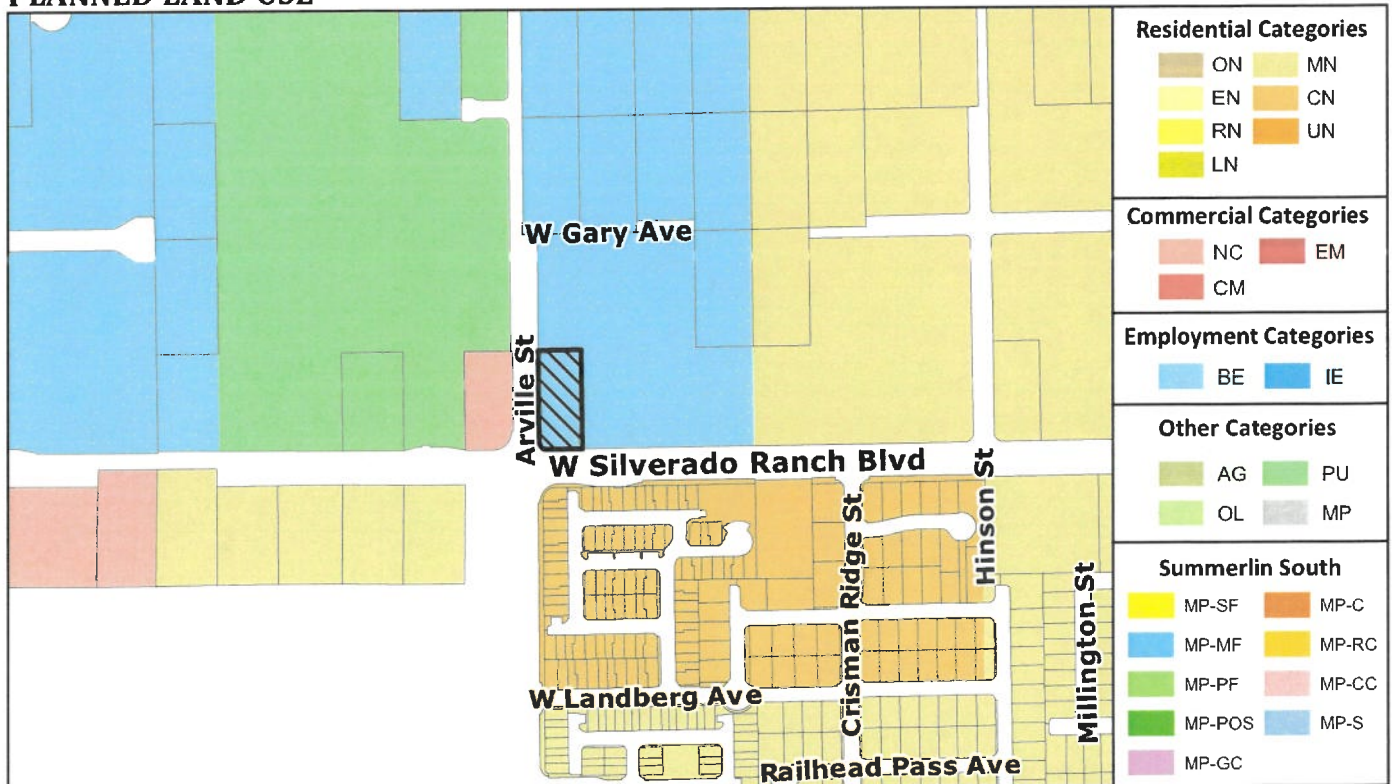 PLANNED LAND USE
W Gary Ave
Arville St
W Silverado Ranch Blvd
Crisman Ridge St
Hinson St
Millington St
W Landberg Ave
Railhead Pass Ave
Residential Categories
ON MN
EN CN
RN UN
LN
Commercial Categories
NC EM
CM
Employment Categories
BE IE
Other Categories
AG PU
OL MP
Summerlin South
MP-SF MP-C
MP-MF MP-RC
MP-PF MP-CC
MP-POS MP-S
MP-GC